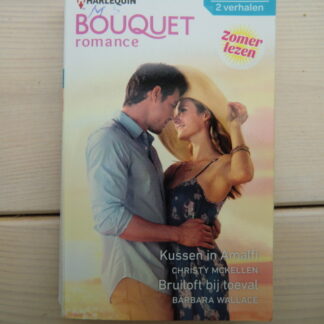 HARLEQUIN
2 verhalen
BOUQUET
romance
Zomer
lezen
Kussen in Amalfi
CHRISTY MCKELLEN
Bruiloft bij toeval
BARBARA WALLACE